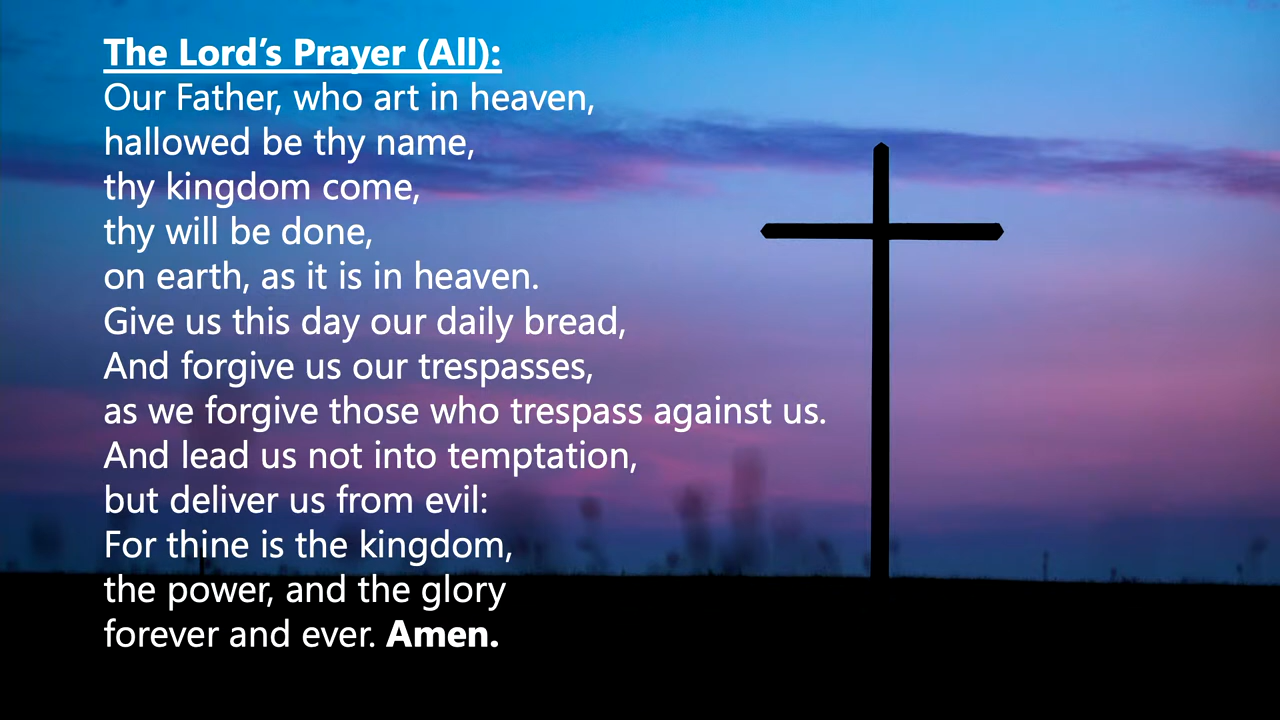 The Lord’s Prayer (All):
Our Father, who art in heaven,
hallowed be thy name,
thy kingdom come,
thy will be done,
on earth, as it is in heaven.
Give us this day our daily bread,
And forgive us our trespasses,
as we forgive those who trespass against us.
And lead us not into temptation,
but deliver us from evil:
For thine is the kingdom,
the power, and the glory
forever and ever. Amen.